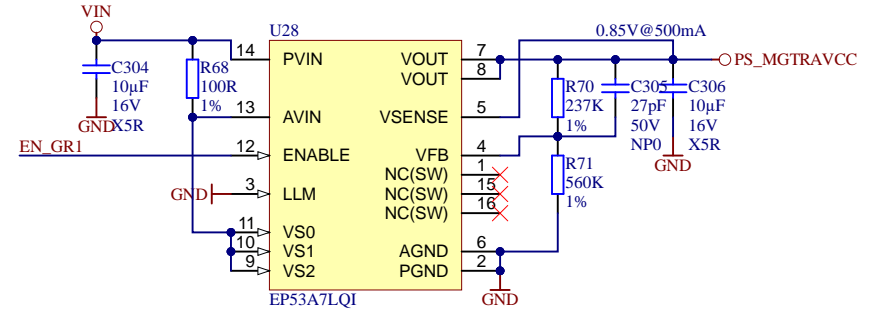 VIN
U28
0.85V@500mA
14
PVIN
VOUT
7
PS_MGTRAVCC
VOUT
8
C304
10µF
16V
X5R
GND
R68
100R
1%
R70
237K
1%
C305
27pF
50V
NP0
C306
10µF
16V
X5R
GND
13
AVIN
VSENSE
5
EN_GR1
12
ENABLE
VFB
4
NC(SW)
1
GND
3
LLM
NC(SW)
15
NC(SW)
16
R71
560K
1%
11
VS0
10
VS1
AGND
6
9
VS2
PGND
2
GND
EP53A7LQI